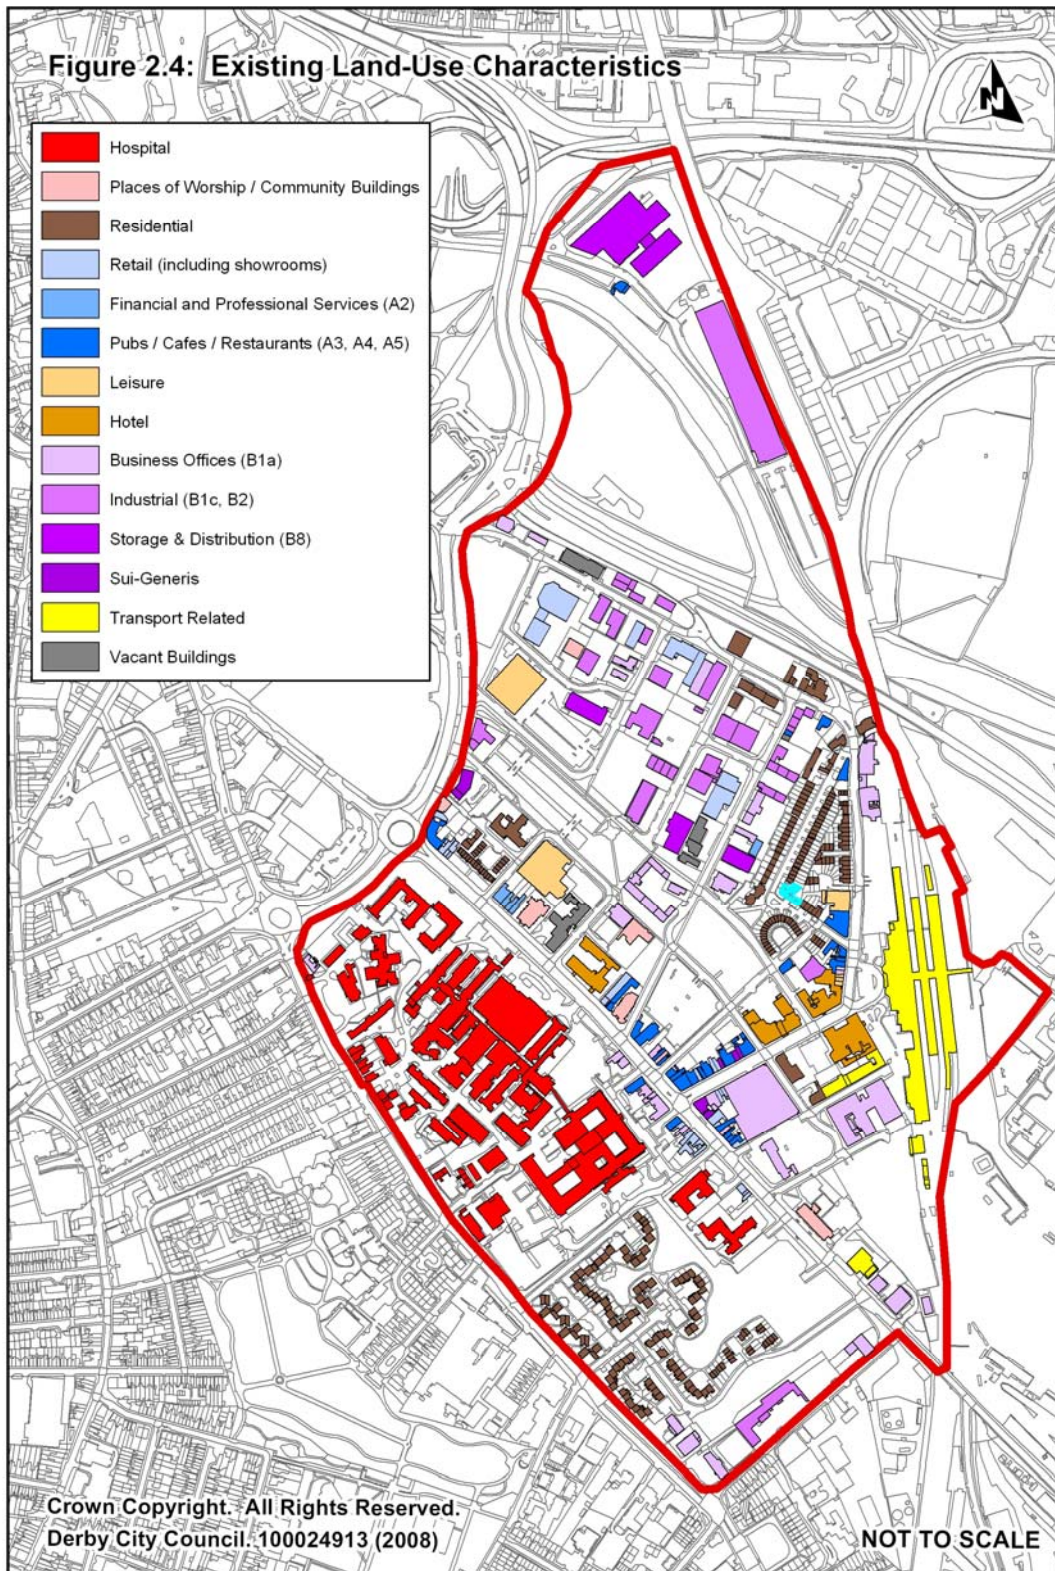 Figure 2.4: Existing Land-Use Characteristics
N
Hospital
Places of Worship / Community Buildings
Residential
Retail (including showrooms)
Financial and Professional Services (A2)
Pubs / Cafes / Restaurants (A3, A4, A5)
Leisure
Hotel
Business Offices (B1a)
Industrial (B1c, B2)
Storage & Distribution (B8)
Sui-Generis
Transport Related
Vacant Buildings
Crown Copyright. All Rights Reserved.
Derby City Council. 100024913 (2008)
NOT TO SCALE